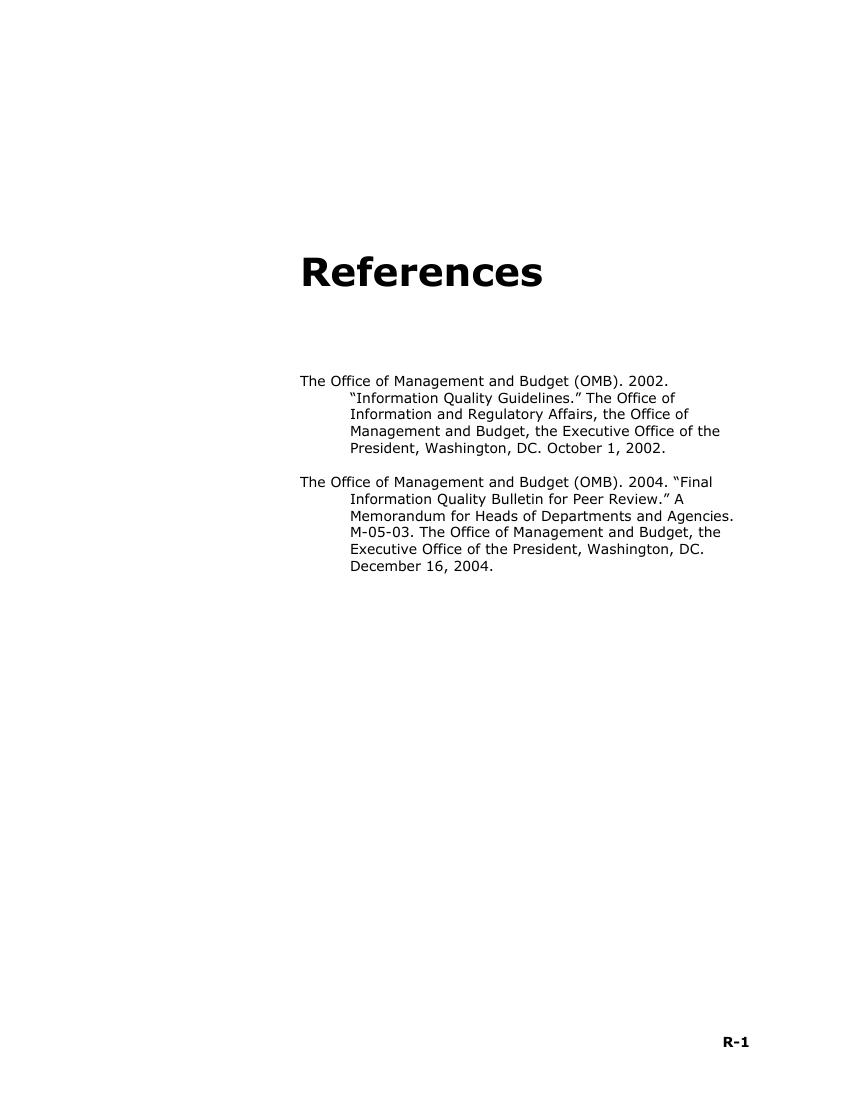 References
The Office of Management and Budget (OMB). 2002.
“Information Quality Guidelines.” The Office of
Information and Regulatory Affairs, the Office of
Management and Budget, the Executive Office of the
President, Washington, DC. October 1, 2002.
The Office of Management and Budget (OMB). 2004. “Final
Information Quality Bulletin for Peer Review.” A
Memorandum for Heads of Departments and Agencies.
M-05-03. The Office of Management and Budget, the
Executive Office of the President, Washington, DC.
December 16, 2004.
R-1